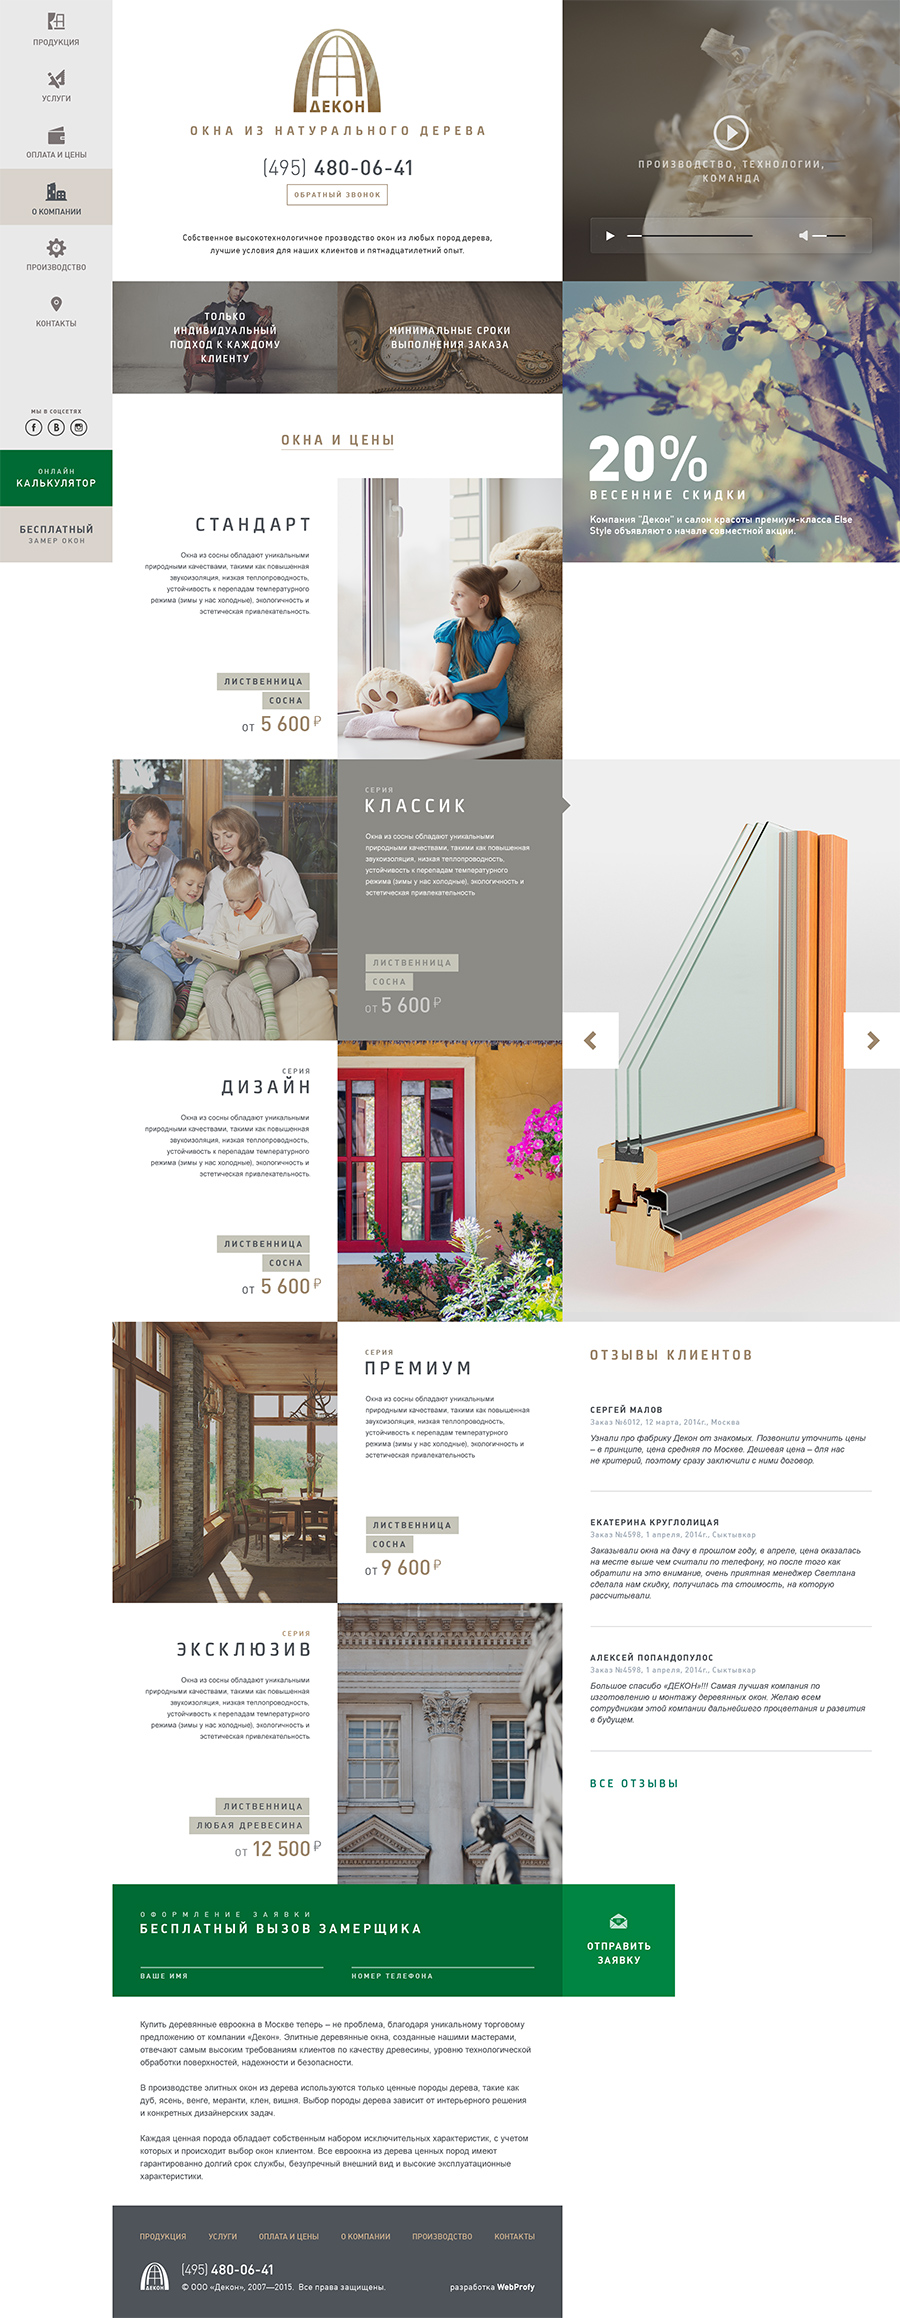 ПРОДУКЦИЯ
УСЛУГИ
ОПЛАТА И ЦЕНЫ
О КОМПАНИИ
ПРОИЗВОДСТВО
КОНТАКТЫ
МЫ В СОЦСЕТЯХ
ОНЛАЙН
КАЛЬКУЛЯТОР
БЕСПЛАТНЫЙ
ЗАМЕР ОКОН
ДЕКОН
ОКНА ИЗ НАТУРАЛЬНОГО ДЕРЕВА
(495) 480-06-41
ОБРАТНЫЙ ЗВОНОК
Собственное высокотехнологичное прозводство окон из любых пород дерева,
лучшие условия для наших клиентов и пятнадцатилетний опыт.
ПРОИЗВОДСТВО, ТЕХНОЛОГИИ,
КОМАНДА
ТОЛЬКО
ИНДИВИДУАЛЬНЫЙ
ПОДХОД К КАЖДОМУ
КЛИЕНТУ
МИНИМАЛЬНЫЕ СРОКИ
ВЫПОЛНЕНИЯ ЗАКАЗА
20%
ВЕСЕННИЕ СКИДКИ
Компания "Декон" и салон красоты премиум-класса Else
Style объявляют о начале совместной акции.
ОКНА И ЦЕНЫ
СТАНДАРТ
Окна из сосны обладают уникальными
природными качествами, такими как повышенная
звукоизоляция, низкая теплопроводность,
устойчивость к перепадам температурного
режима (зимы у нас холодные), экологичность и
эстетическая привлекательность
ЛИСТВЕННИЦА
СОСНА
от 5 600 ₽
СЕРИЯ
КЛАССИК
Окна из сосны обладают уникальными
природными качествами, такими как повышенная
звукоизоляция, низкая теплопроводность,
устойчивость к перепадам температурного
режима (зимы у нас холодные), экологичность и
эстетическая привлекательность
ЛИСТВЕННИЦА
СОСНА
от 5 600 ₽
СЕРИЯ
ДИЗАЙН
Окна из сосны обладают уникальными
природными качествами, такими как повышенная
звукоизоляция, низкая теплопроводность,
устойчивость к перепадам температурного
режима (зимы у нас холодные), экологичность и
эстетическая привлекательность
ЛИСТВЕННИЦА
СОСНА
от 5 600 ₽
СЕРИЯ
ПРЕМИУМ
Окна из сосны обладают уникальными
природными качествами, такими как повышенная
звукоизоляция, низкая теплопроводность,
устойчивость к перепадам температурного
режима (зимы у нас холодные), экологичность и
эстетическая привлекательность
ЛИСТВЕННИЦА
СОСНА
от 9 600 ₽
СЕРИЯ
ЭКСКЛЮЗИВ
Окна из сосны обладают уникальными
природными качествами, такими как повышенная
звукоизоляция, низкая теплопроводность,
устойчивость к перепадам температурного
режима (зимы у нас холодные), экологичность и
эстетическая привлекательность
ЛИСТВЕННИЦА
ЛЮБАЯ ДРЕВЕСИНА
от 12 500 ₽
ОТЗЫВЫ КЛИЕНТОВ
СЕРГЕЙ МАЛОВ
Заказ №6012, 12 марта, 2014г., Москва
Узнали про фабрику Декон от знакомых. Позвонили уточнить цены
– в принципе, цена средняя по Москве. Дешевая цена – для нас
не критерий, поэтому сразу заключили с ними договор.
ЕКАТЕРИНА КРУГЛОЛИЦАЯ
Заказ №4598, 1 апреля, 2014г., Сыктывкар
Заказывали окна на дачу в прошлом году, в апреле, цена оказалась
на месте выше чем считали по телефону, но после того как
обратили на это внимание, очень приятная менеджер Светлана
сделала нам скидку, получилась та стоимость, на которую
рассчитывали.
АЛЕКСЕЙ ПОПАНДОПУЛОС
Заказ №4598, 1 апреля, 2014г., Сыктывкар
Большое спасибо «ДЕКОН»!!! Самая лучшая компания по
изготовлению и монтажу деревянных окон. Желаю всем
сотрудникам этой компании дальнейшего процветания и развития
в будущем.
ВСЕ ОТЗЫВЫ
ОФОРМЛЕНИЕ ЗАЯВКИ
БЕСПЛАТНЫЙ ВЫЗОВ ЗАМЕРЩИКА
ВАШЕ ИМЯ
НОМЕР ТЕЛЕФОНА
ОТПРАВИТЬ
ЗАЯВКУ
Купить деревянные евроокна в Москве теперь – не проблема, благодаря уникальному торговому
предложению от компании «Декон». Элитные деревянные окна, созданные нашими мастерами,
отвечают самым высоким требованиям клиентов по качеству древесины, уровню технологической
обработки поверхностей, надежности и безопасности.
В производстве элитных окон из дерева используются только ценные породы дерева, такие как
дуб, ясень, венге, меранти, клен, вишня. Выбор породы дерева зависит от интерьерного решения
и конкретных дизайнерских задач.
Каждая ценная порода обладает собственным набором исключительных характеристик, с учетом
которых и происходит выбор окон клиентом. Все евроокна из дерева ценных пород имеют
гарантированно долгий срок службы, безупречный внешний вид и высокие эксплуатационные
характеристики.
ПРОДУКЦИЯ УСЛУГИ ОПЛАТА И ЦЕНЫ О КОМПАНИИ ПРОИЗВОДСТВО КОНТАКТЫ
ДЕКОН
(495) 480-06-41
© ООО «Декон», 2007—2015. Все права защищены.
разработка WebProfy